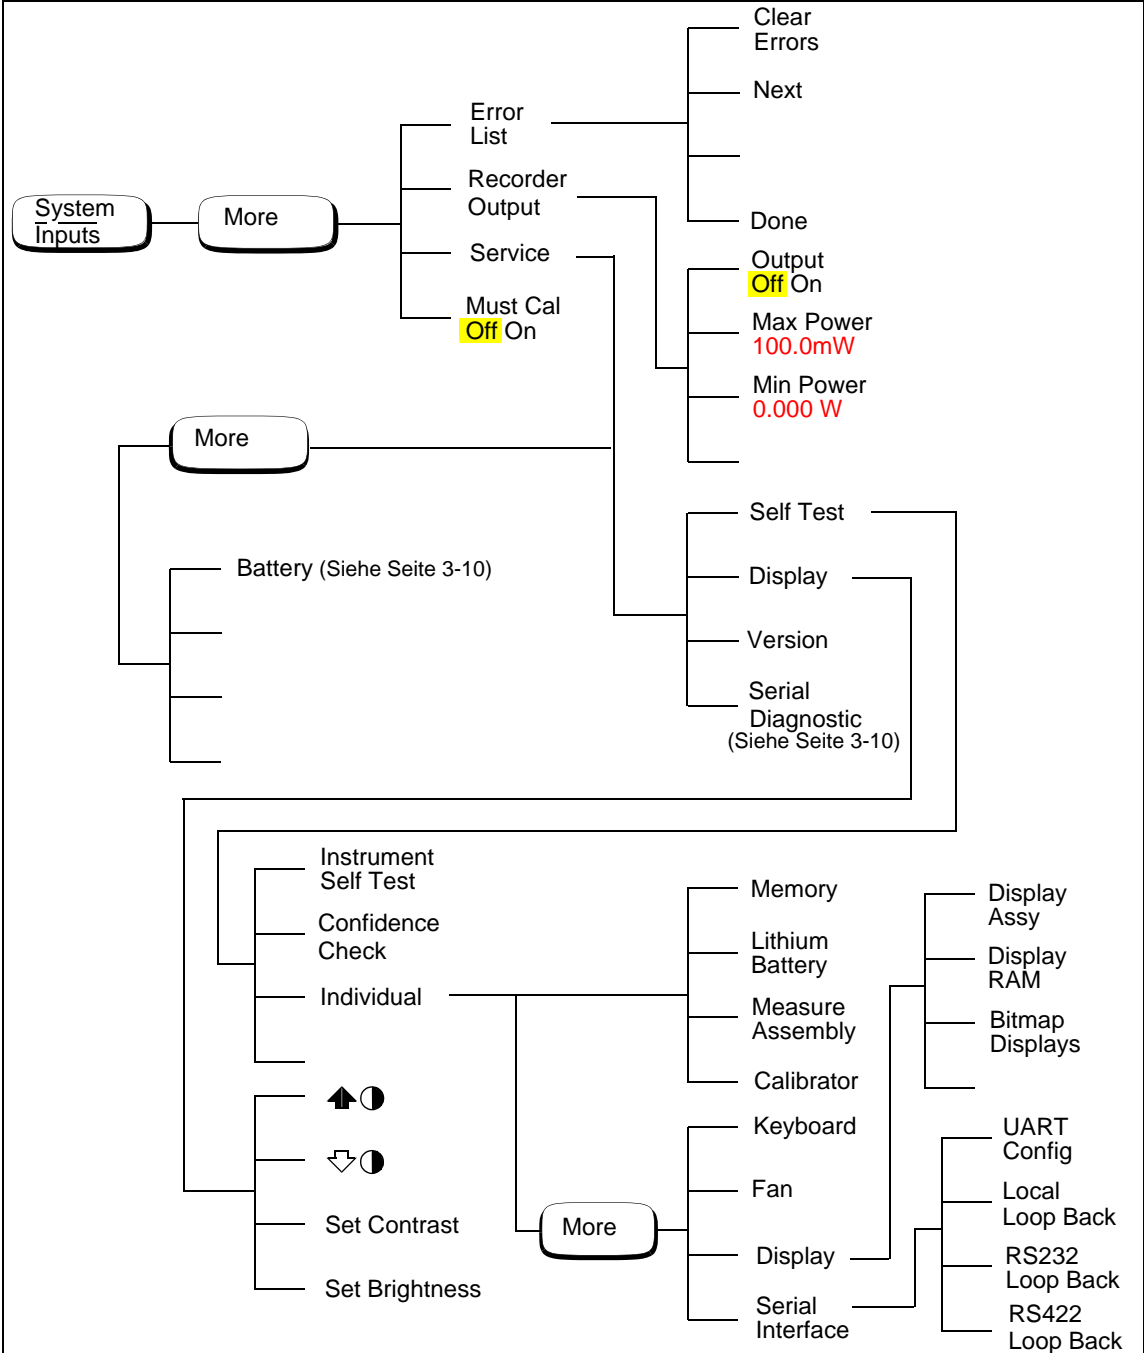 Clear
Errors
Next
Error
List
Recorder
Output
System
Inputs
More
Done
Service
Output
Off On
Must Cal
Off On
Max Power
100.0mW
Min Power
0.000 W
More
Self Test
Battery (Siehe Seite 3-10)
Display
Version
Serial
Diagnostic
(Siehe Seite 3-10)
Instrument
Self Test
Confidence
Check
Individual
Memory
Lithium
Battery
Measure
Assembly
Calibrator
Display
Assy
Display
RAM
Bitmap
Displays
Set Contrast
Set Brightness
More
Keyboard
Fan
Display
Serial
Interface
UART
Config
Local
Loop Back
RS232
Loop Back
RS422
Loop Back